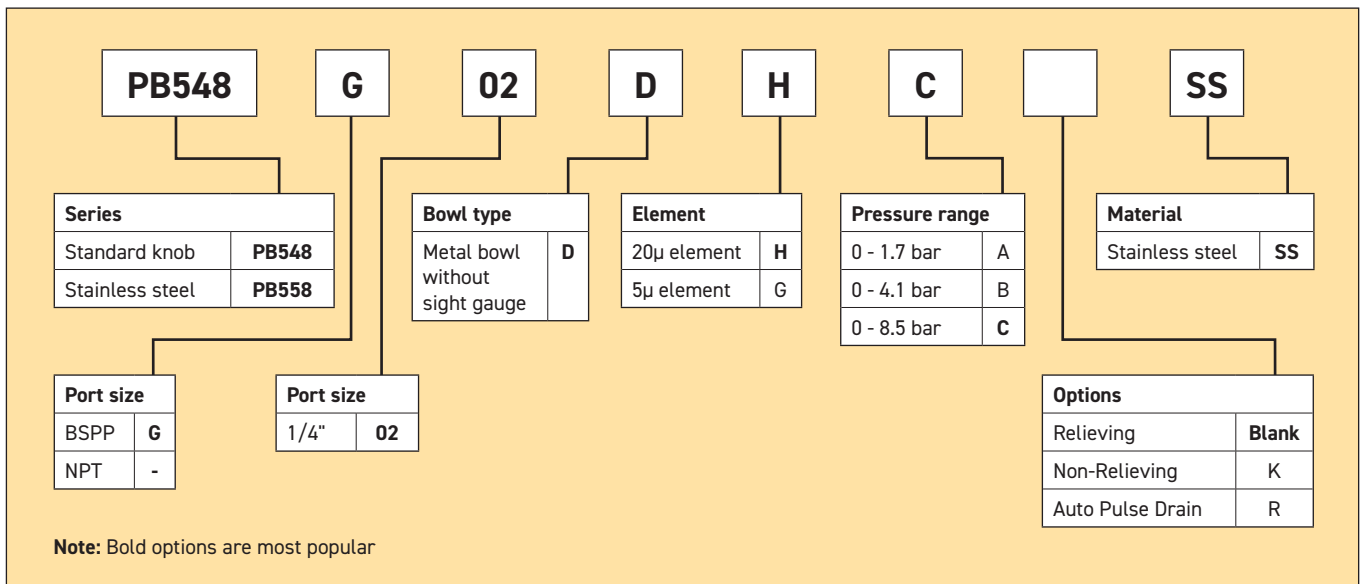 PB548 G 02 D H C SS
Series
Standard knob PB548
Stainless steel PB558
Bowl type
Metal bowl D
without
sight gauge
Element
20μ element H
5μ element G
Pressure range
0 - 1.7 bar A
0 - 4.1 bar B
0 - 8.5 bar C
Material
Stainless steel SS
Port size
BSPP G
NPT -
Port size
1/4" 02
Options
Relieving Blank
Non-Relieving K
Auto Pulse Drain R
Note: Bold options are most popular